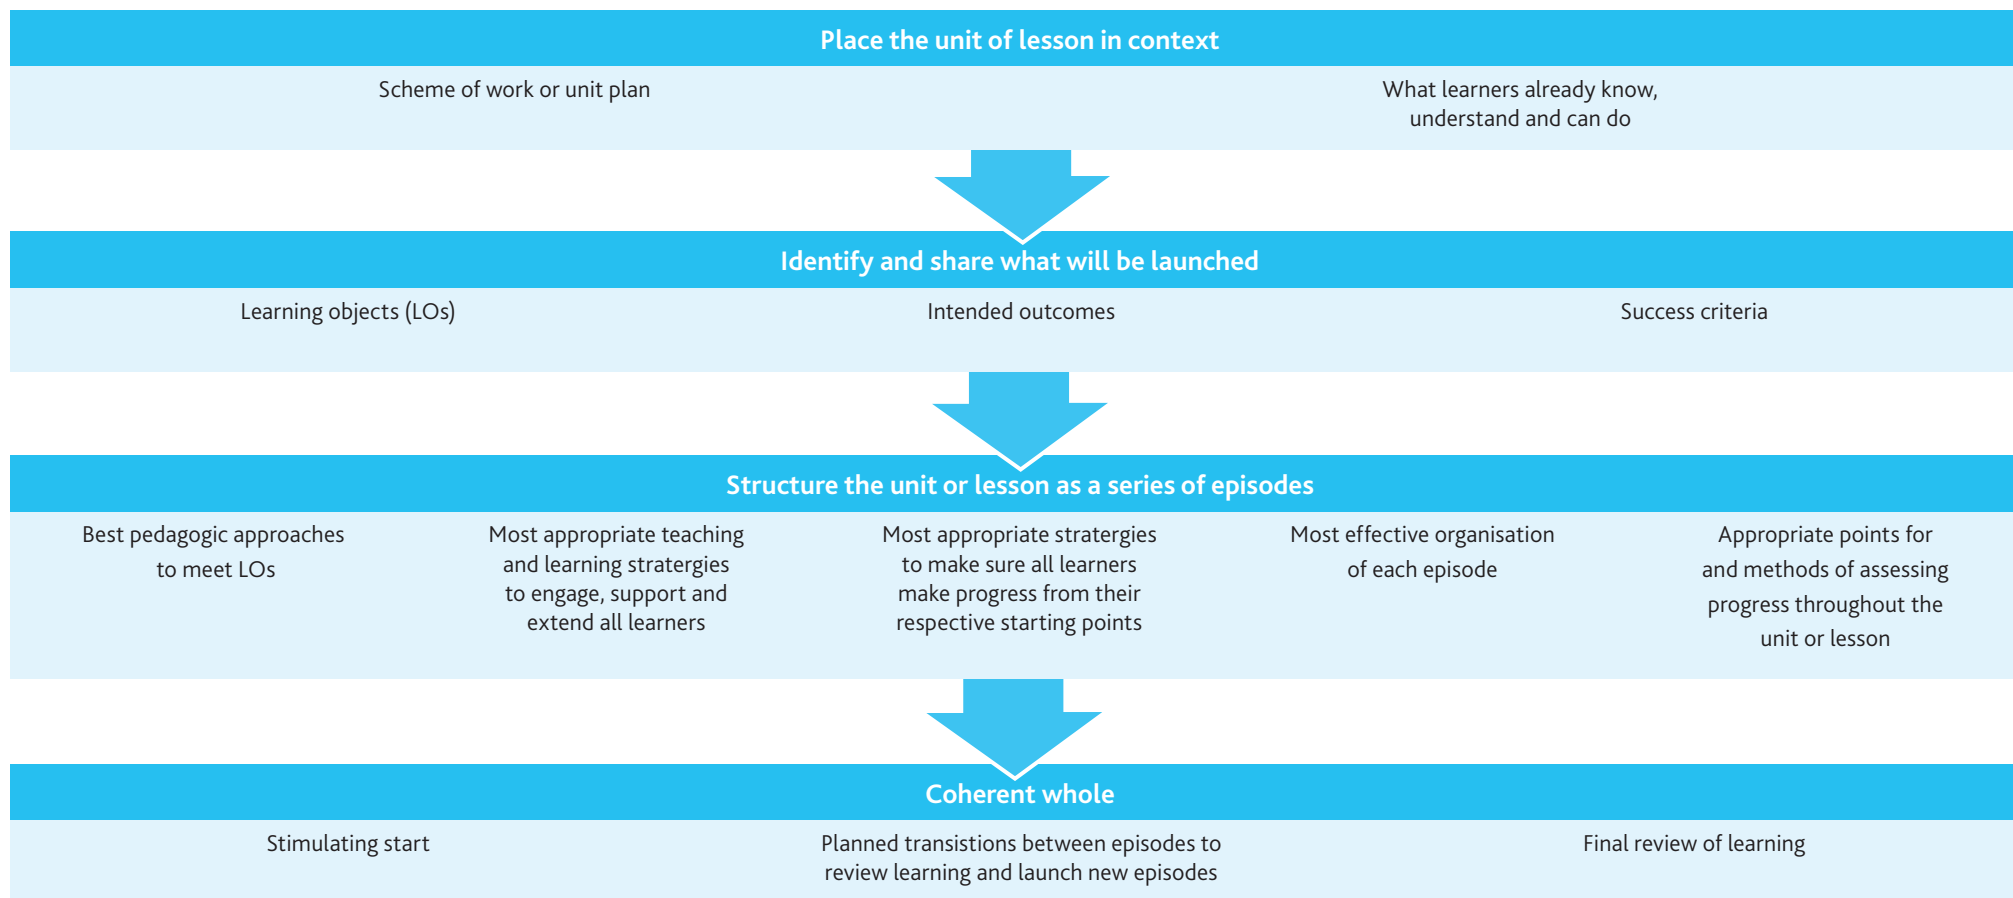 Place the unit of lesson in context
Scheme of work or unit plan
What learners already know,
understand and can do
Identify and share what will be launched
Learning objects (LOs)
Intended outcomes
Success criteria
Structure the unit or lesson as a series of episodes
Best pedagogic approaches
to meet LOs
Most appropriate teaching
and learning stratergies
to engage, support and
extend all learners
Most appropriate stratergies
to make sure all learners
make progress from their
respective starting points
Most effective organisation
of each episode
Appropriate points for
and methods of assessing
progress throughout the
unit or lesson
Coherent whole
Stimulating start
Planned transistions between episodes to
review learning and launch new episodes
Final review of learning